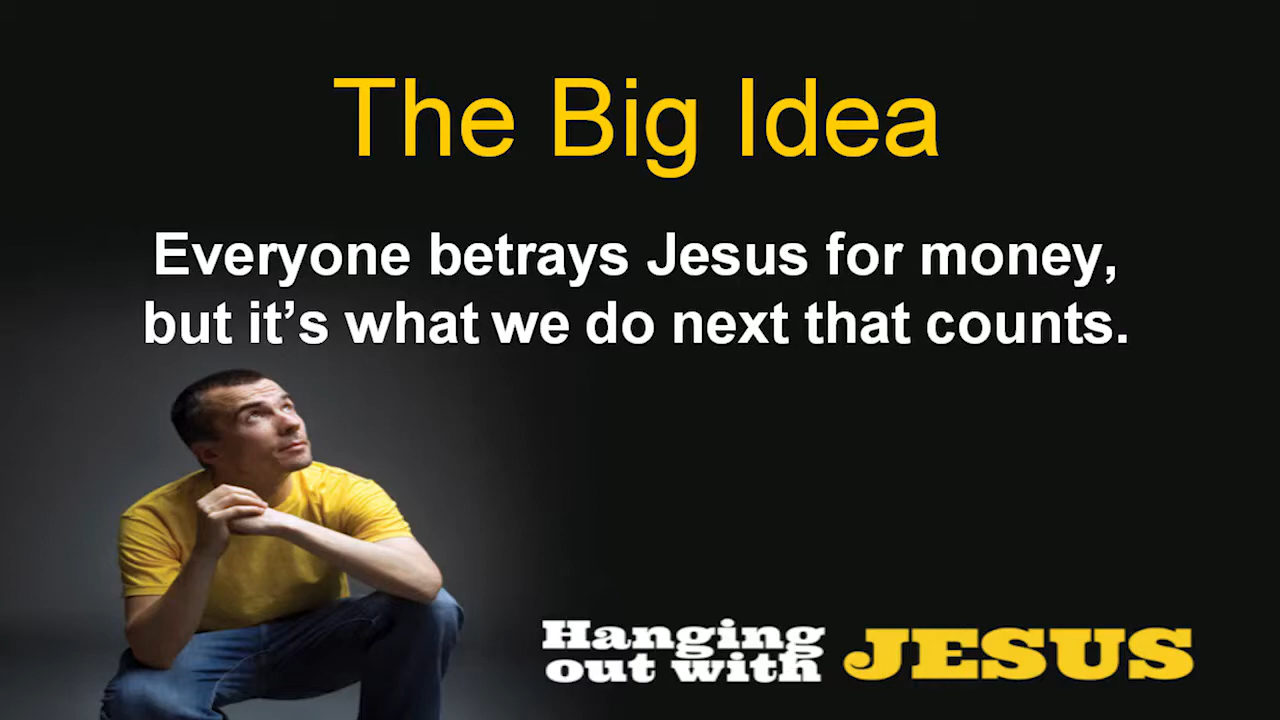 The Big Idea
Everyone betrays Jesus for money,
but it’s what we do next that counts.
Hanging
out with JESUS